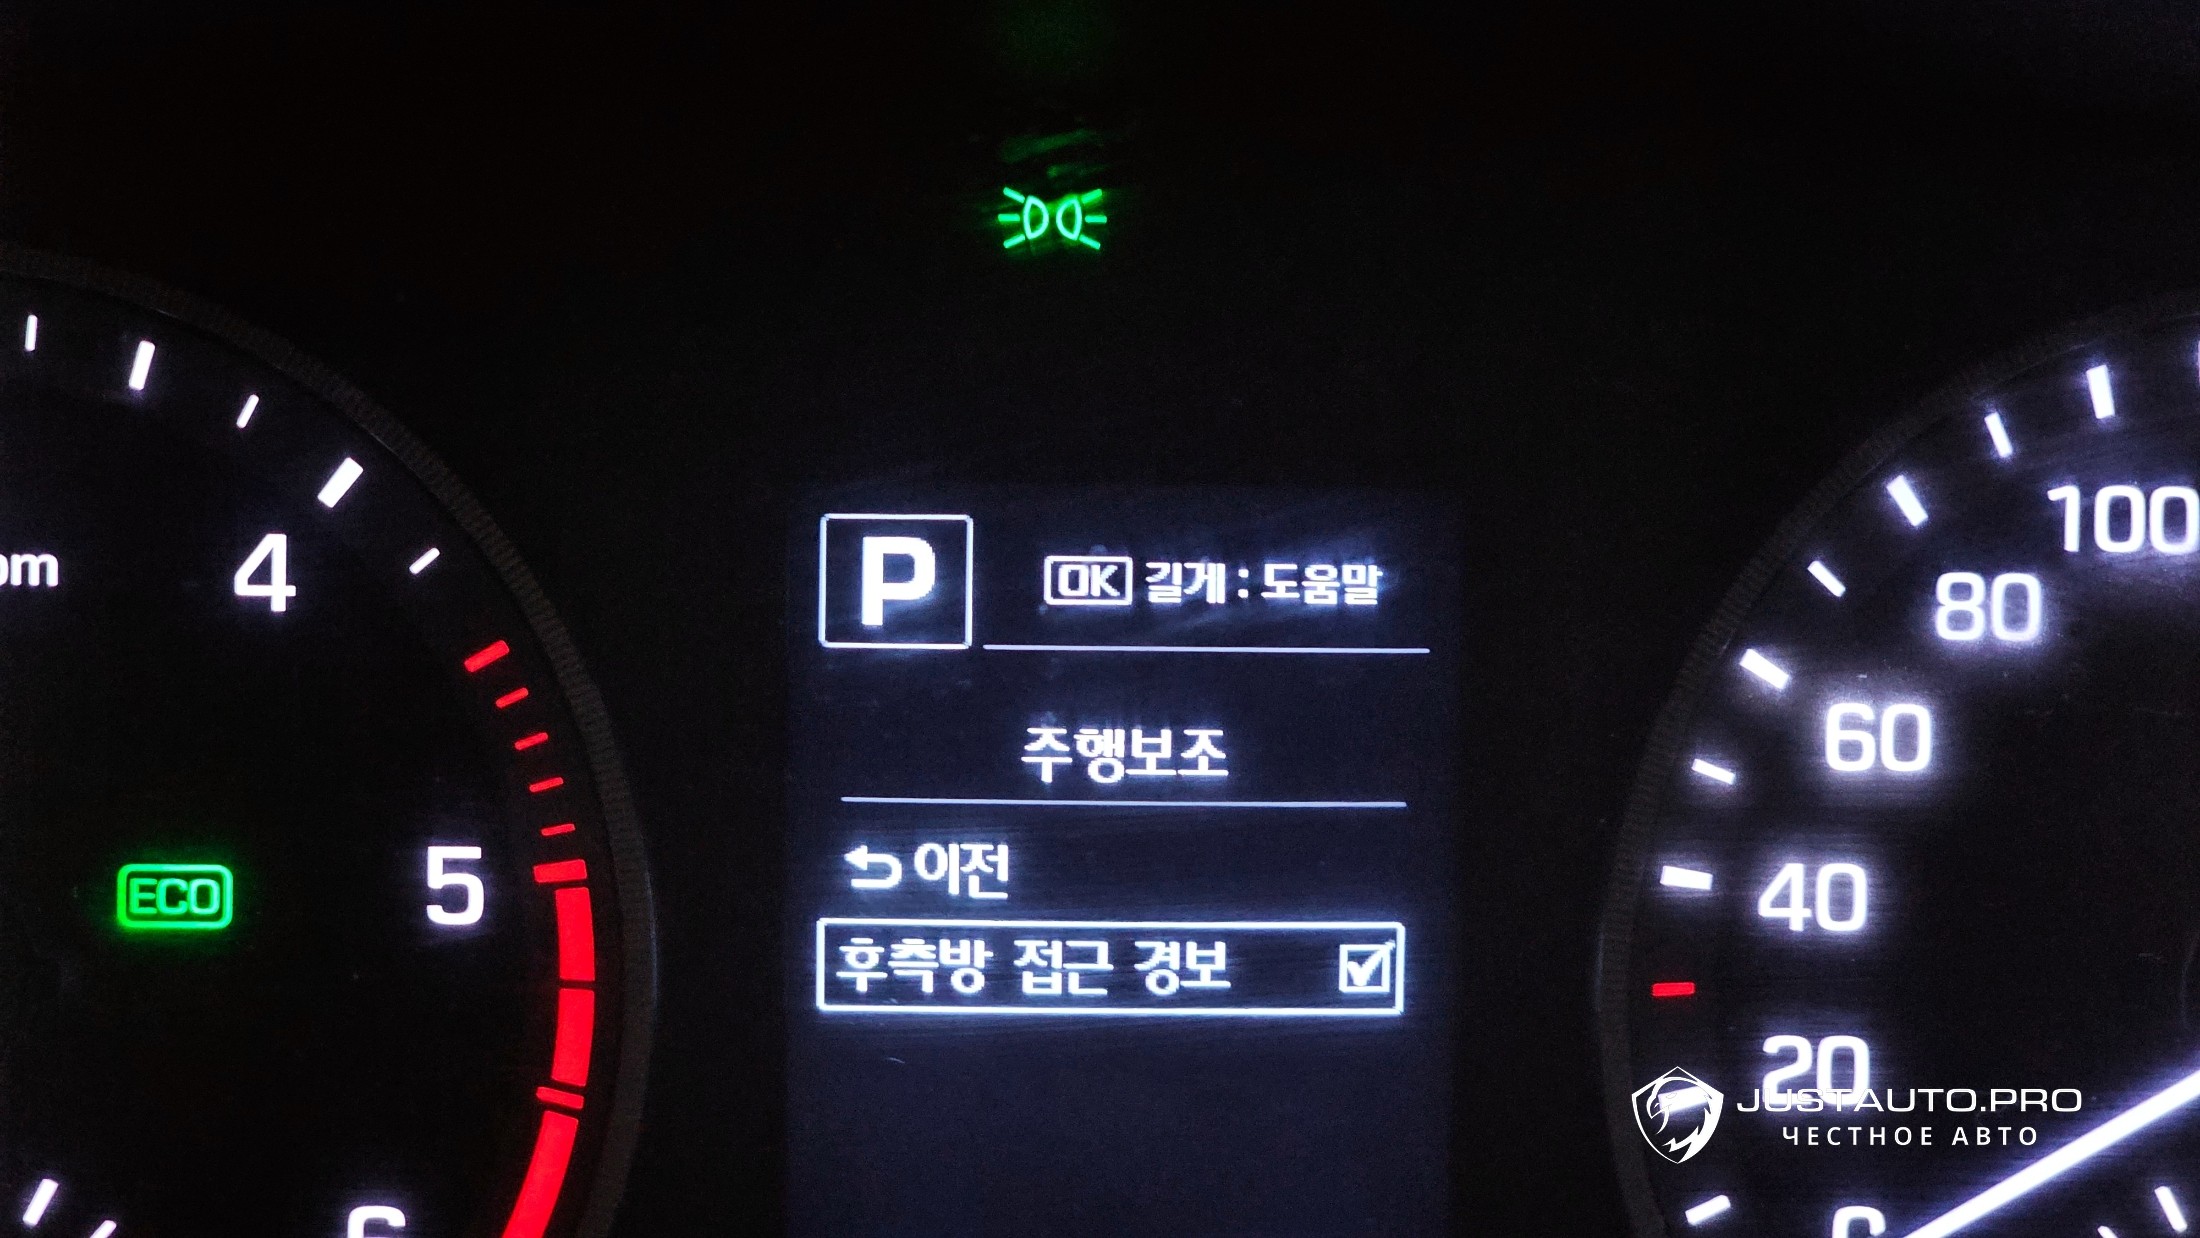 P
OK 길게 : 도움말
주행보조
이전
후측방 접근 경보
4
5
ECO
100
80
60
40
20
JUSTAUTO.PRO
ЧЕСТНОЕ АВТО